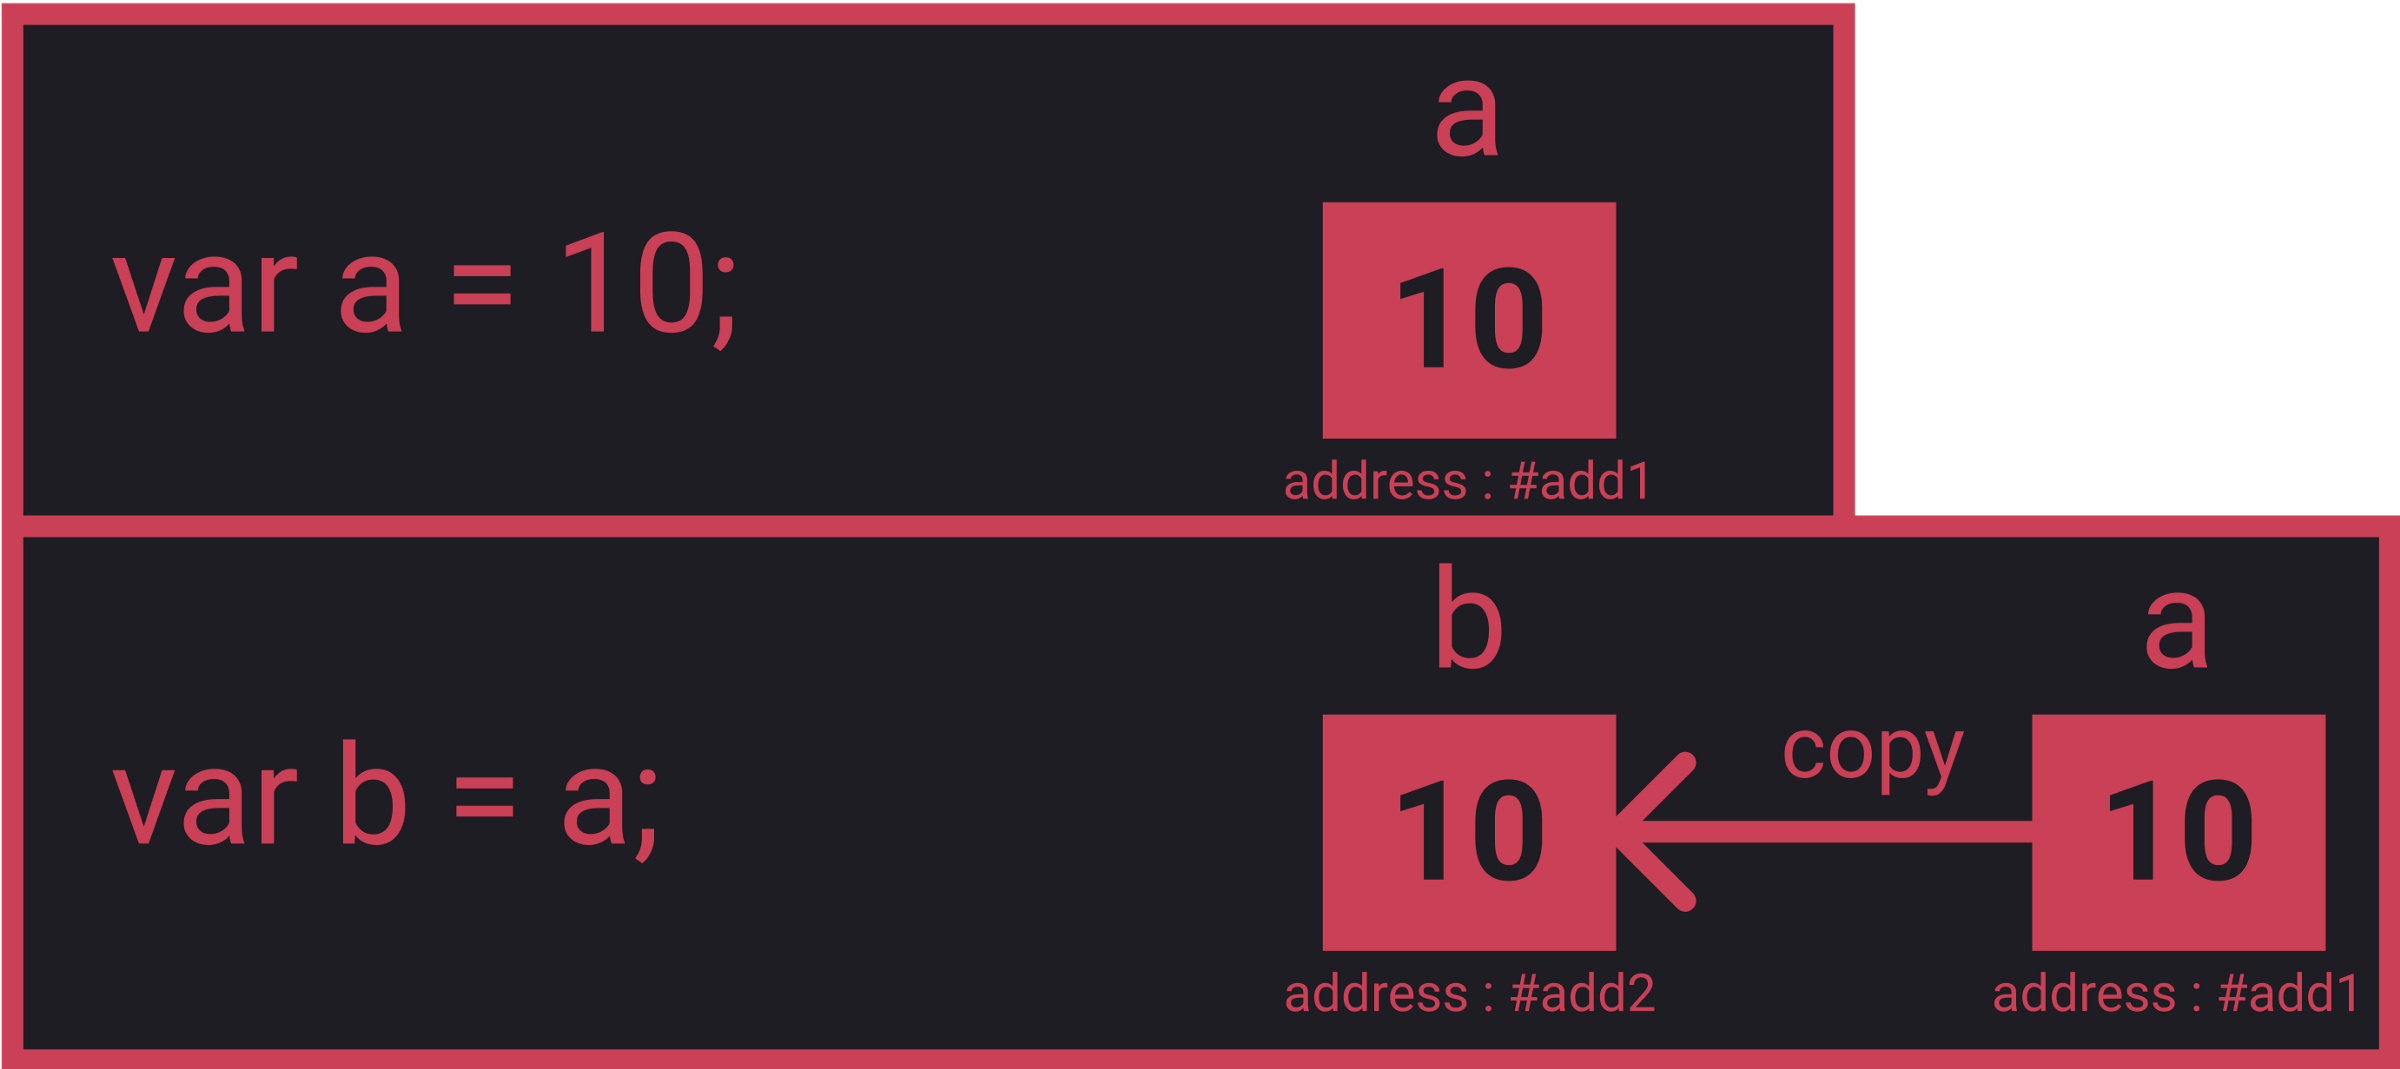 a
var a = 10;
10
address : #add1
b
a
var b = a;
copy
10
10
address : #add2
address : #add1